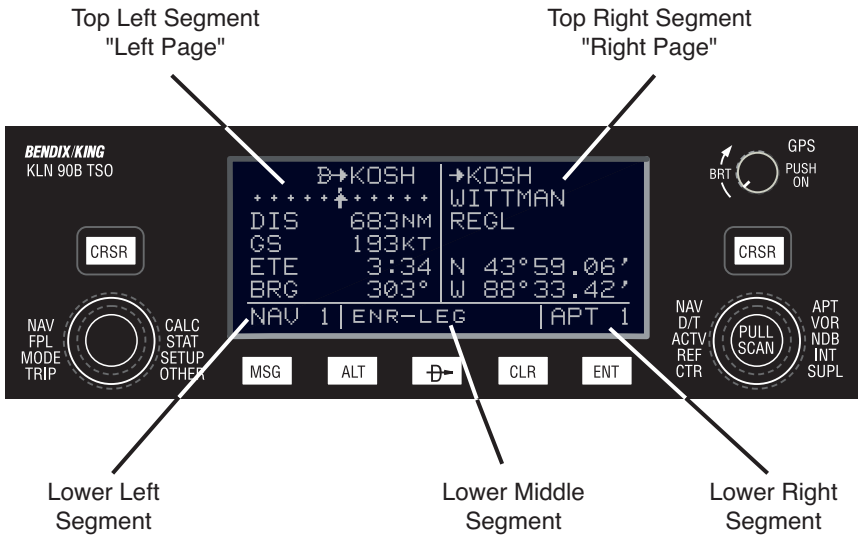 Top Left Segment
"Left Page"
Top Right Segment
"Right Page"
BENDIX/KING
KLN 90B TSO
GPS
BRT
PUSH
ON
D➔KOSH
DIS 683NM
GS 193KT
ETE 3:34
BRG 303°
➔KOSH
WITTMAN
REGL
N 43°59.06'
W 88°33.42'
NAV 1
ENR-LEG
APT 1
CRSR
NAV
FPL
MODE
TRIP
CALC
STAT
SETUP
OTHER
MSG
ALT
D➔
CLR
ENT
CRSR
NAV
D/T
ACTV
REF
CTR
PULL
SCAN
APT
VOR
NDB
INT
SUPL
Lower Left
Segment
Lower Middle
Segment
Lower Right
Segment